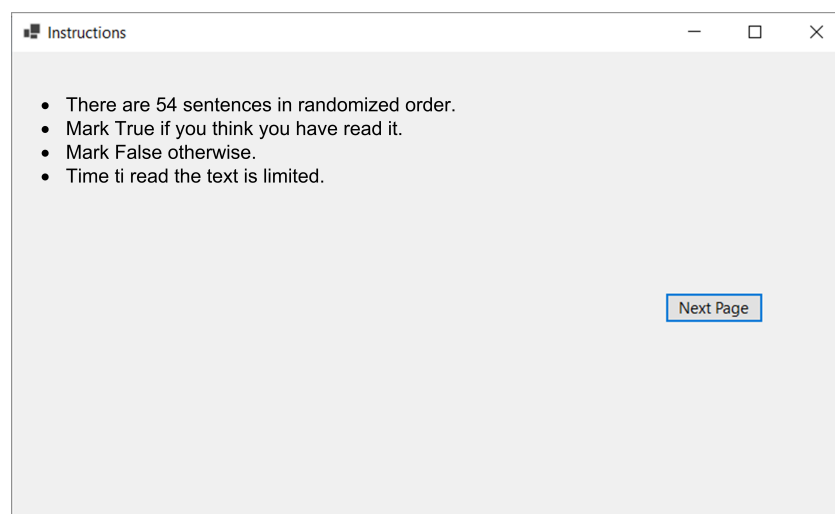 Instructions
• There are 54 sentences in randomized order.
• Mark True if you think you have read it.
• Mark False otherwise.
• Time ti read the text is limited.
Next Page